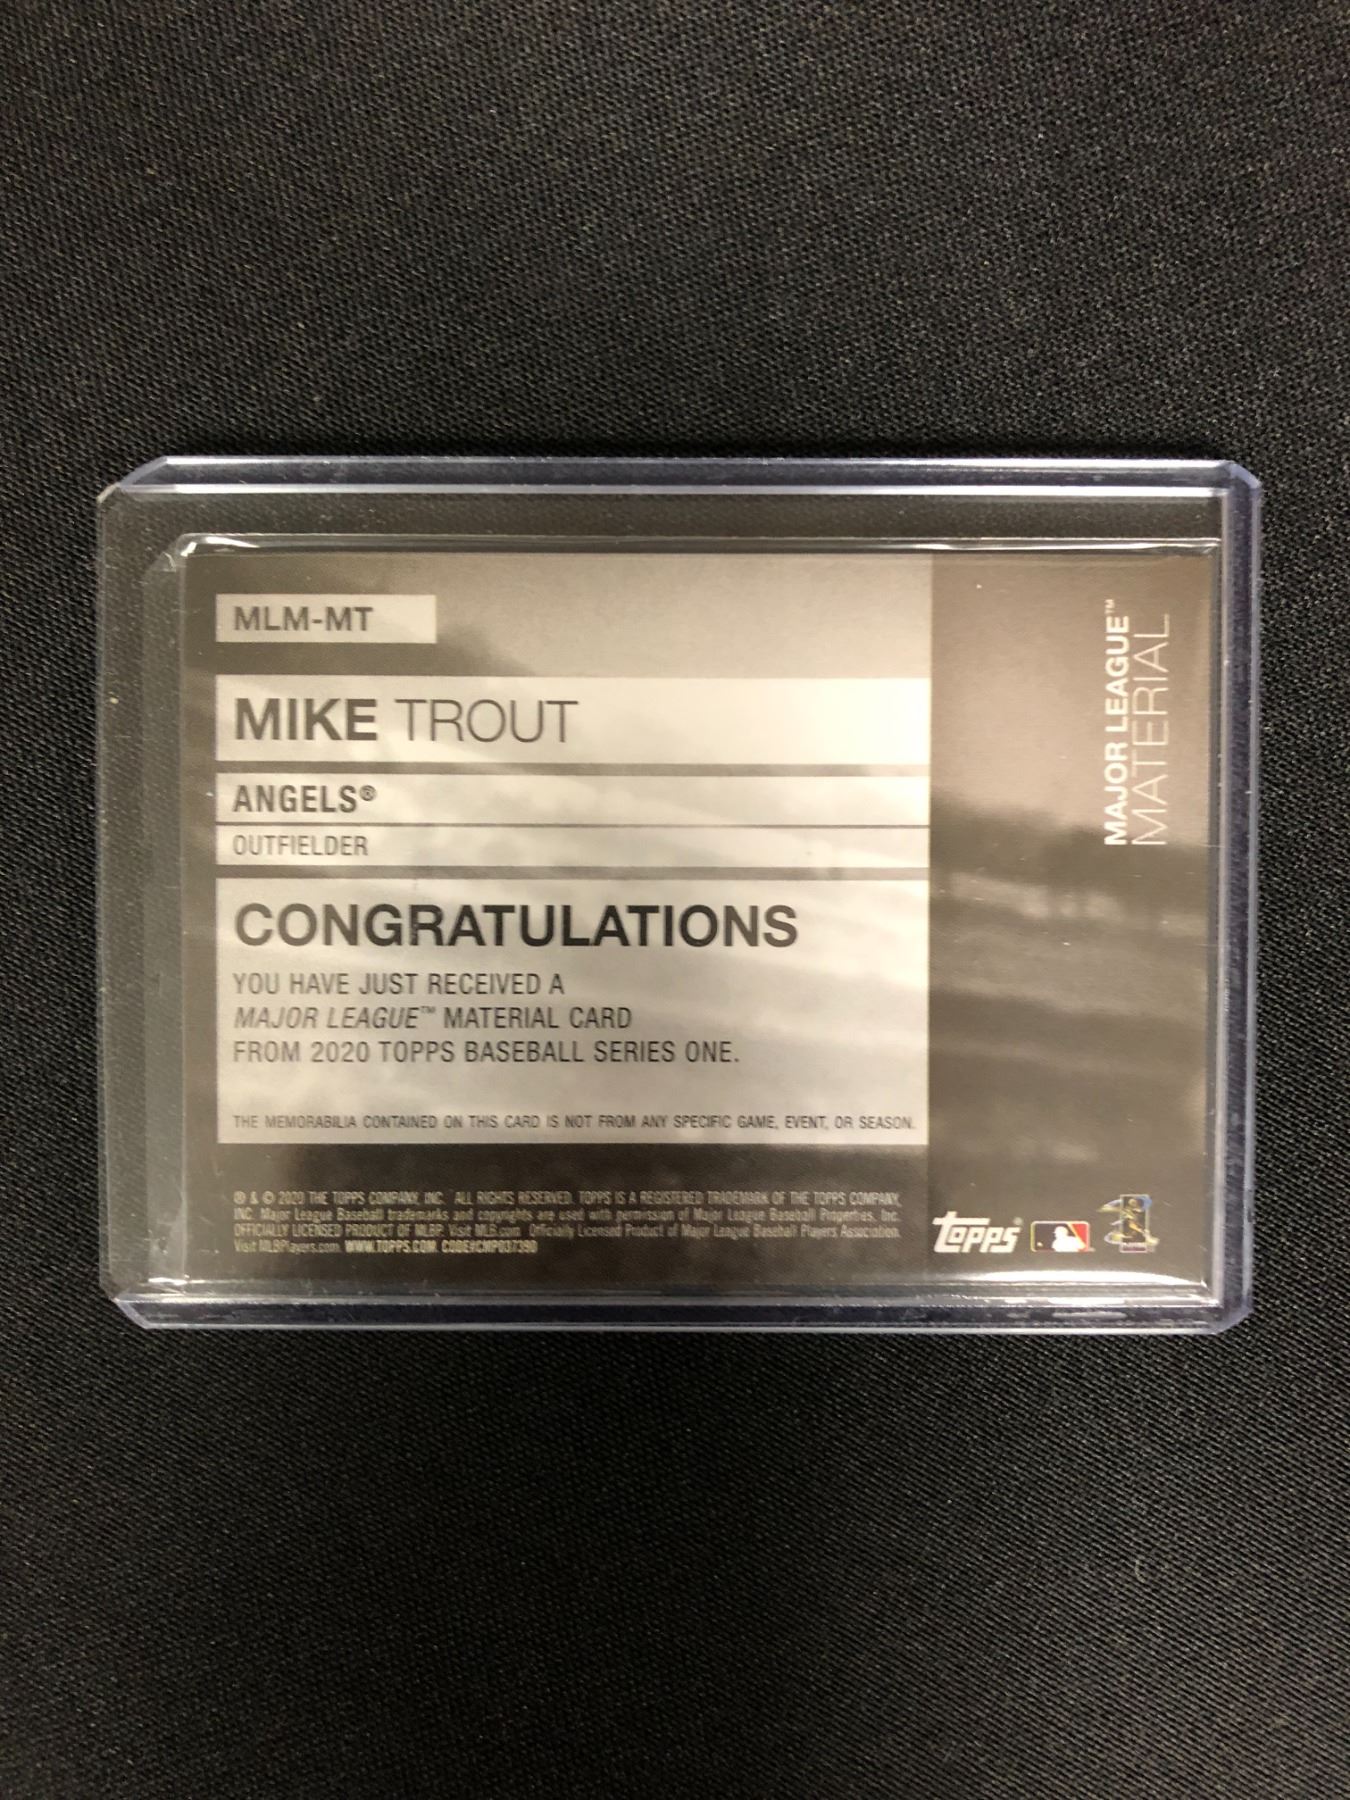 MLM-MT
MIKE TROUT
ANGELS®
OUTFIELDER
CONGRATULATIONS
YOU HAVE JUST RECEIVED A
MAJOR LEAGUE™ MATERIAL CARD
FROM 2020 TOPPS BASEBALL SERIES ONE.
THE MEMORABILIA CONTAINED ON THIS CARD IS NOT FROM ANY SPECIFIC GAME, EVENT, OR SEASON.
® & © 2020 THE TOPPS COMPANY, INC. ALL RIGHTS RESERVED. TOPPS IS A REGISTERED TRADEMARK OF THE TOPPS COMPANY,
INC. Major League Baseball trademarks and copyrights are used with permission of Major League Baseball Properties, Inc.
OFFICIALLY LICENSED PRODUCT OF MLBP. Visit MLB.com Officially Licensed Product of Major League Baseball Players Association.
Visit MLBPlayers.com WWW.TOPPS.COM. CODE#CMP037390
MAJOR LEAGUE™
MATERIAL
Topps®